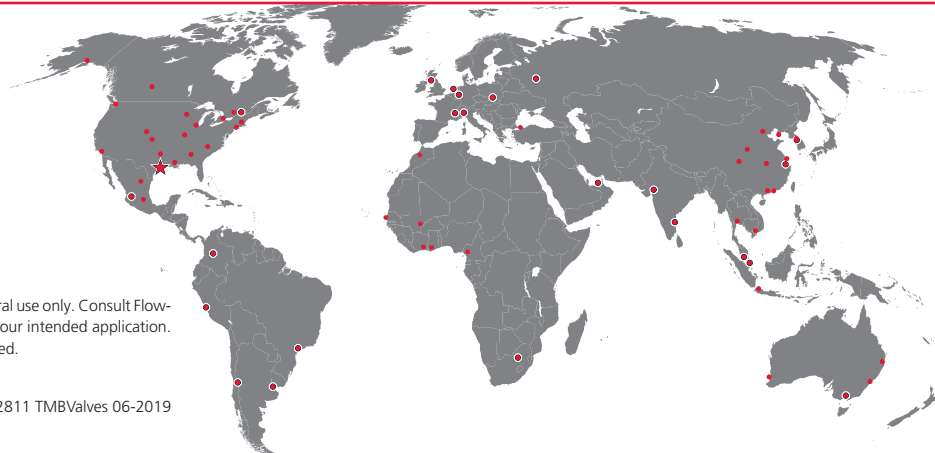 ral use only. Consult Flow-
our intended application.
ed.
2811 TMBValves 06-2019